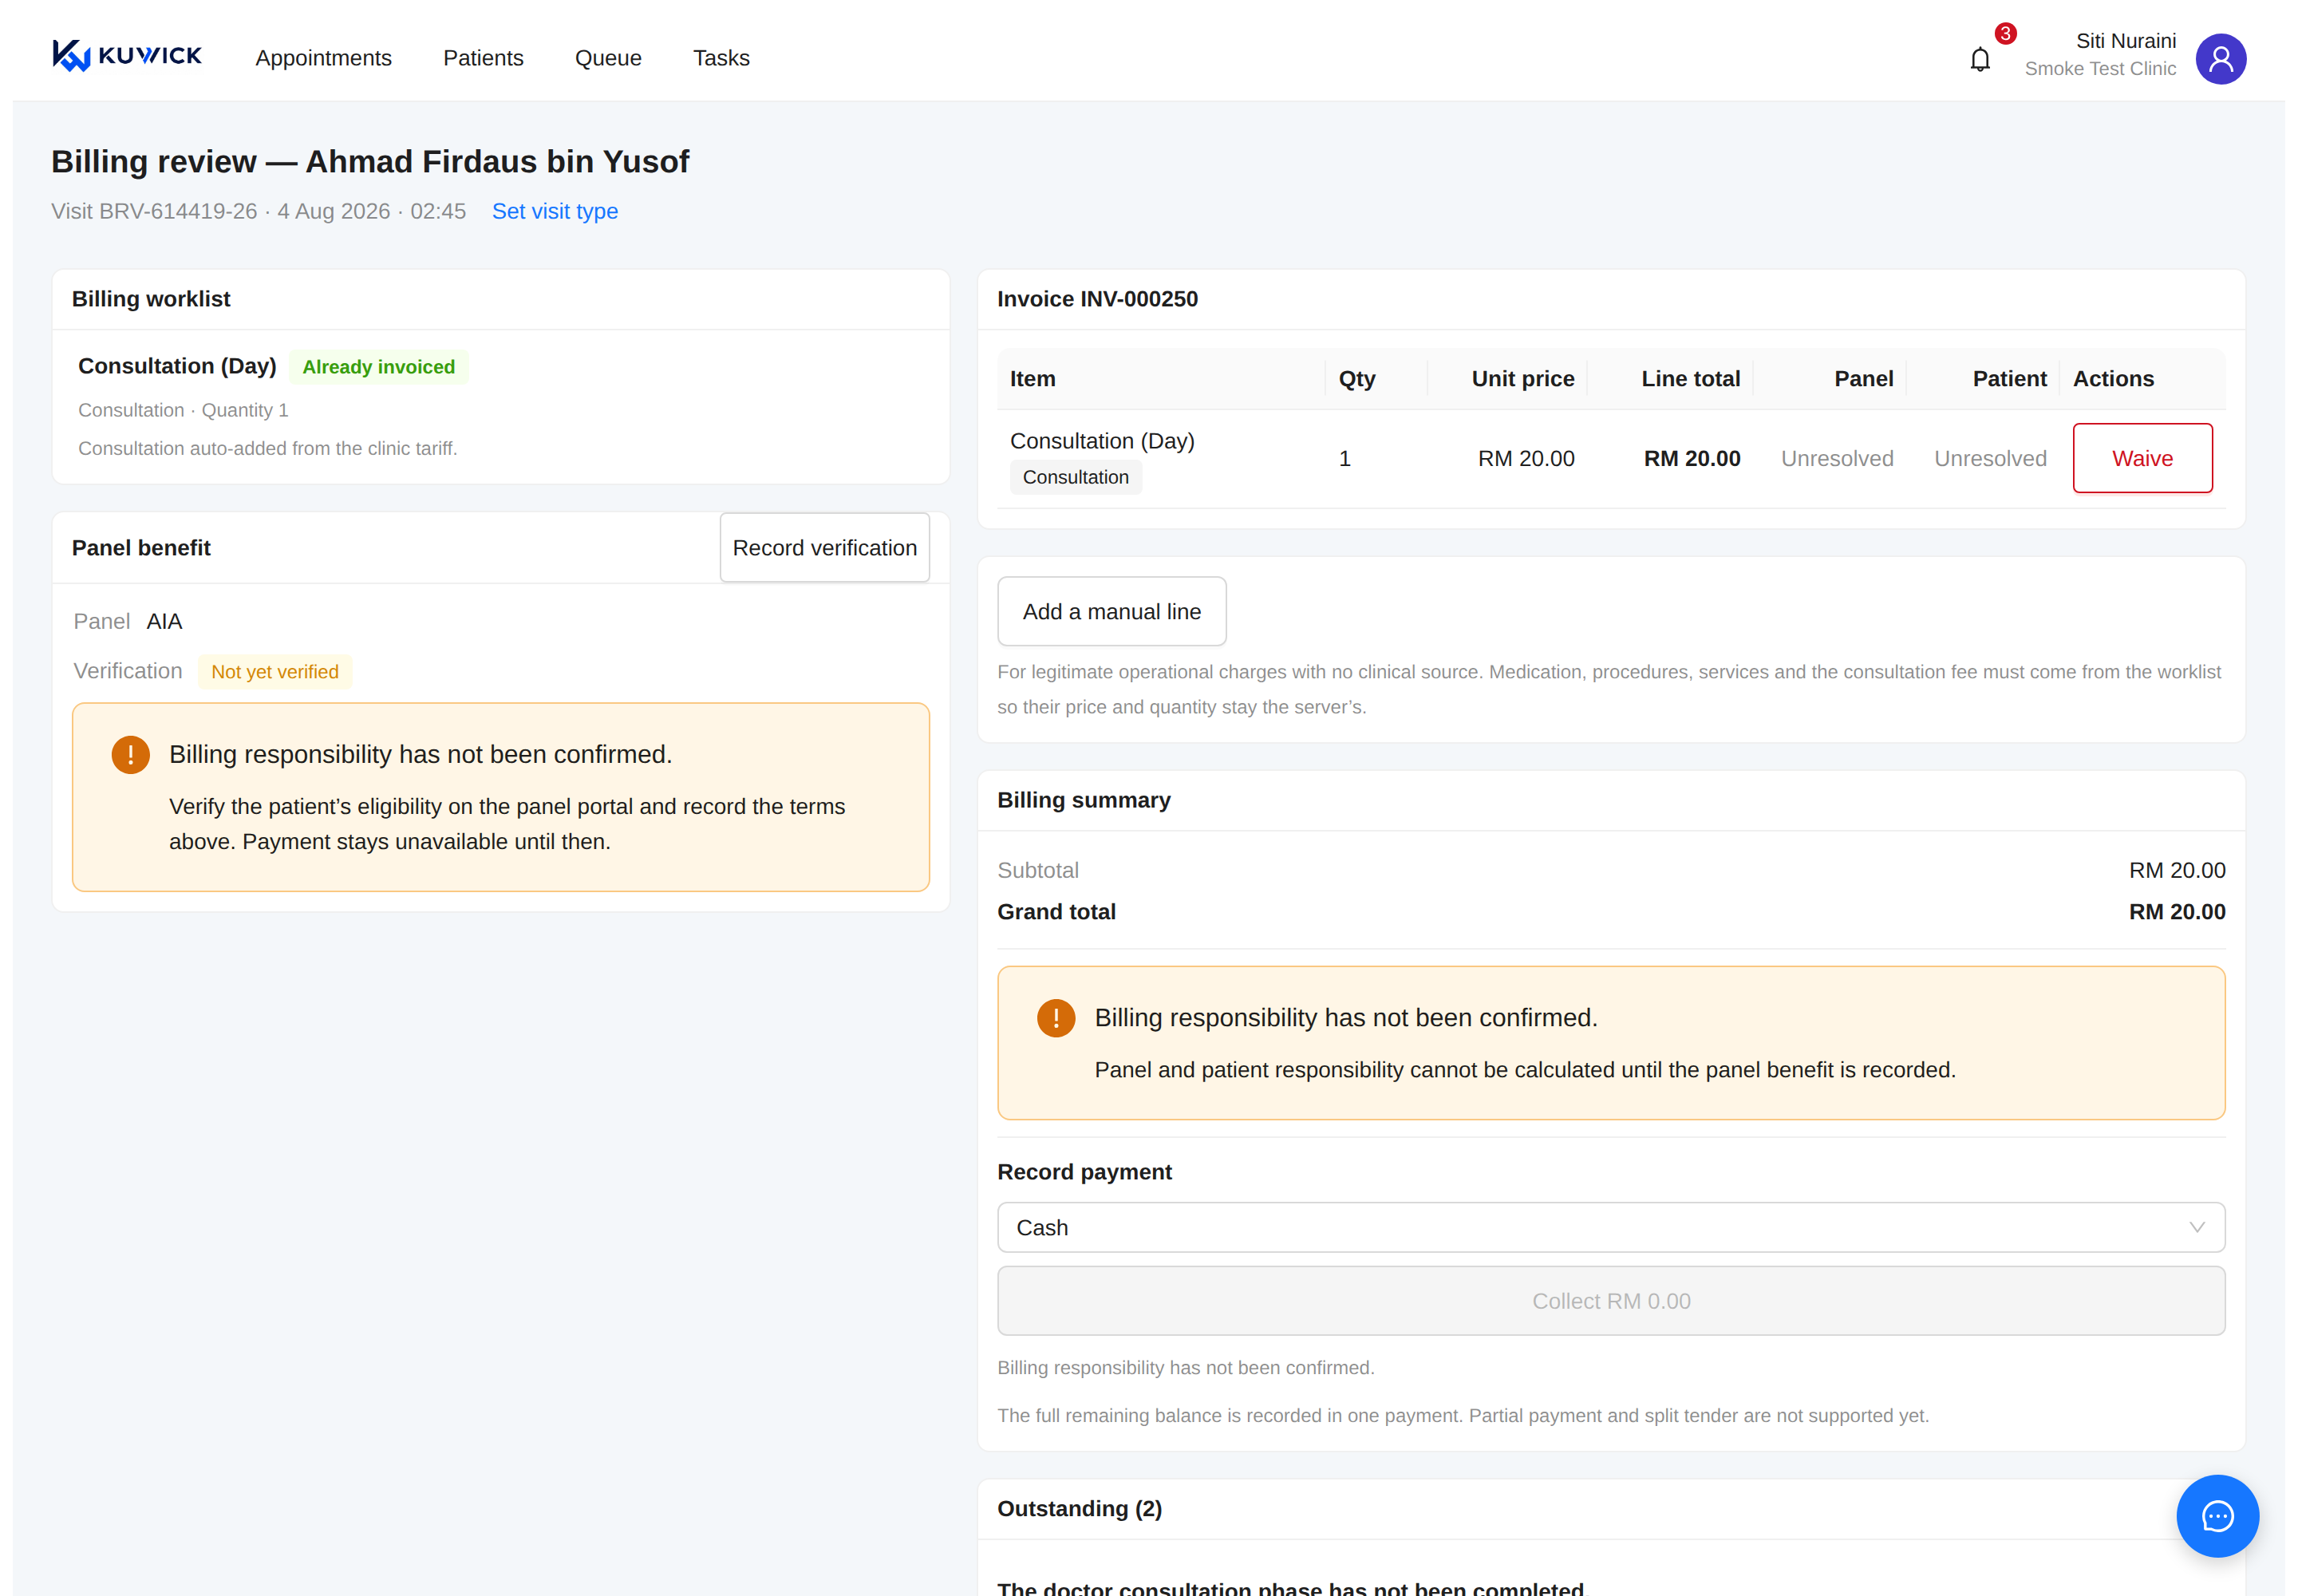 KUWICK
Appointments
Patients
Queue
Tasks
3
Siti Nuraini
Smoke Test Clinic
Billing review — Ahmad Firdaus bin Yusof
Visit BRV-614419-26 · 4 Aug 2026 · 02:45
Set visit type
Billing worklist
Consultation (Day)
Already invoiced
Consultation · Quantity 1
Consultation auto-added from the clinic tariff.
Panel benefit
Record verification
Panel AIA
Verification Not yet verified
Billing responsibility has not been confirmed.
Verify the patient’s eligibility on the panel portal and record the terms
above. Payment stays unavailable until then.
Invoice INV-000250
Item Qty Unit price Line total Panel Patient Actions
Consultation (Day)
Consultation
1 RM 20.00 RM 20.00 Unresolved Unresolved Waive
Add a manual line
For legitimate operational charges with no clinical source. Medication, procedures, services and the consultation fee must come from the worklist
so their price and quantity stay the server’s.
Billing summary
Subtotal RM 20.00
Grand total RM 20.00
Billing responsibility has not been confirmed.
Panel and patient responsibility cannot be calculated until the panel benefit is recorded.
Record payment
Cash
Collect RM 0.00
Billing responsibility has not been confirmed.
The full remaining balance is recorded in one payment. Partial payment and split tender are not supported yet.
Outstanding (2)
The doctor consultation phase has not been completed.